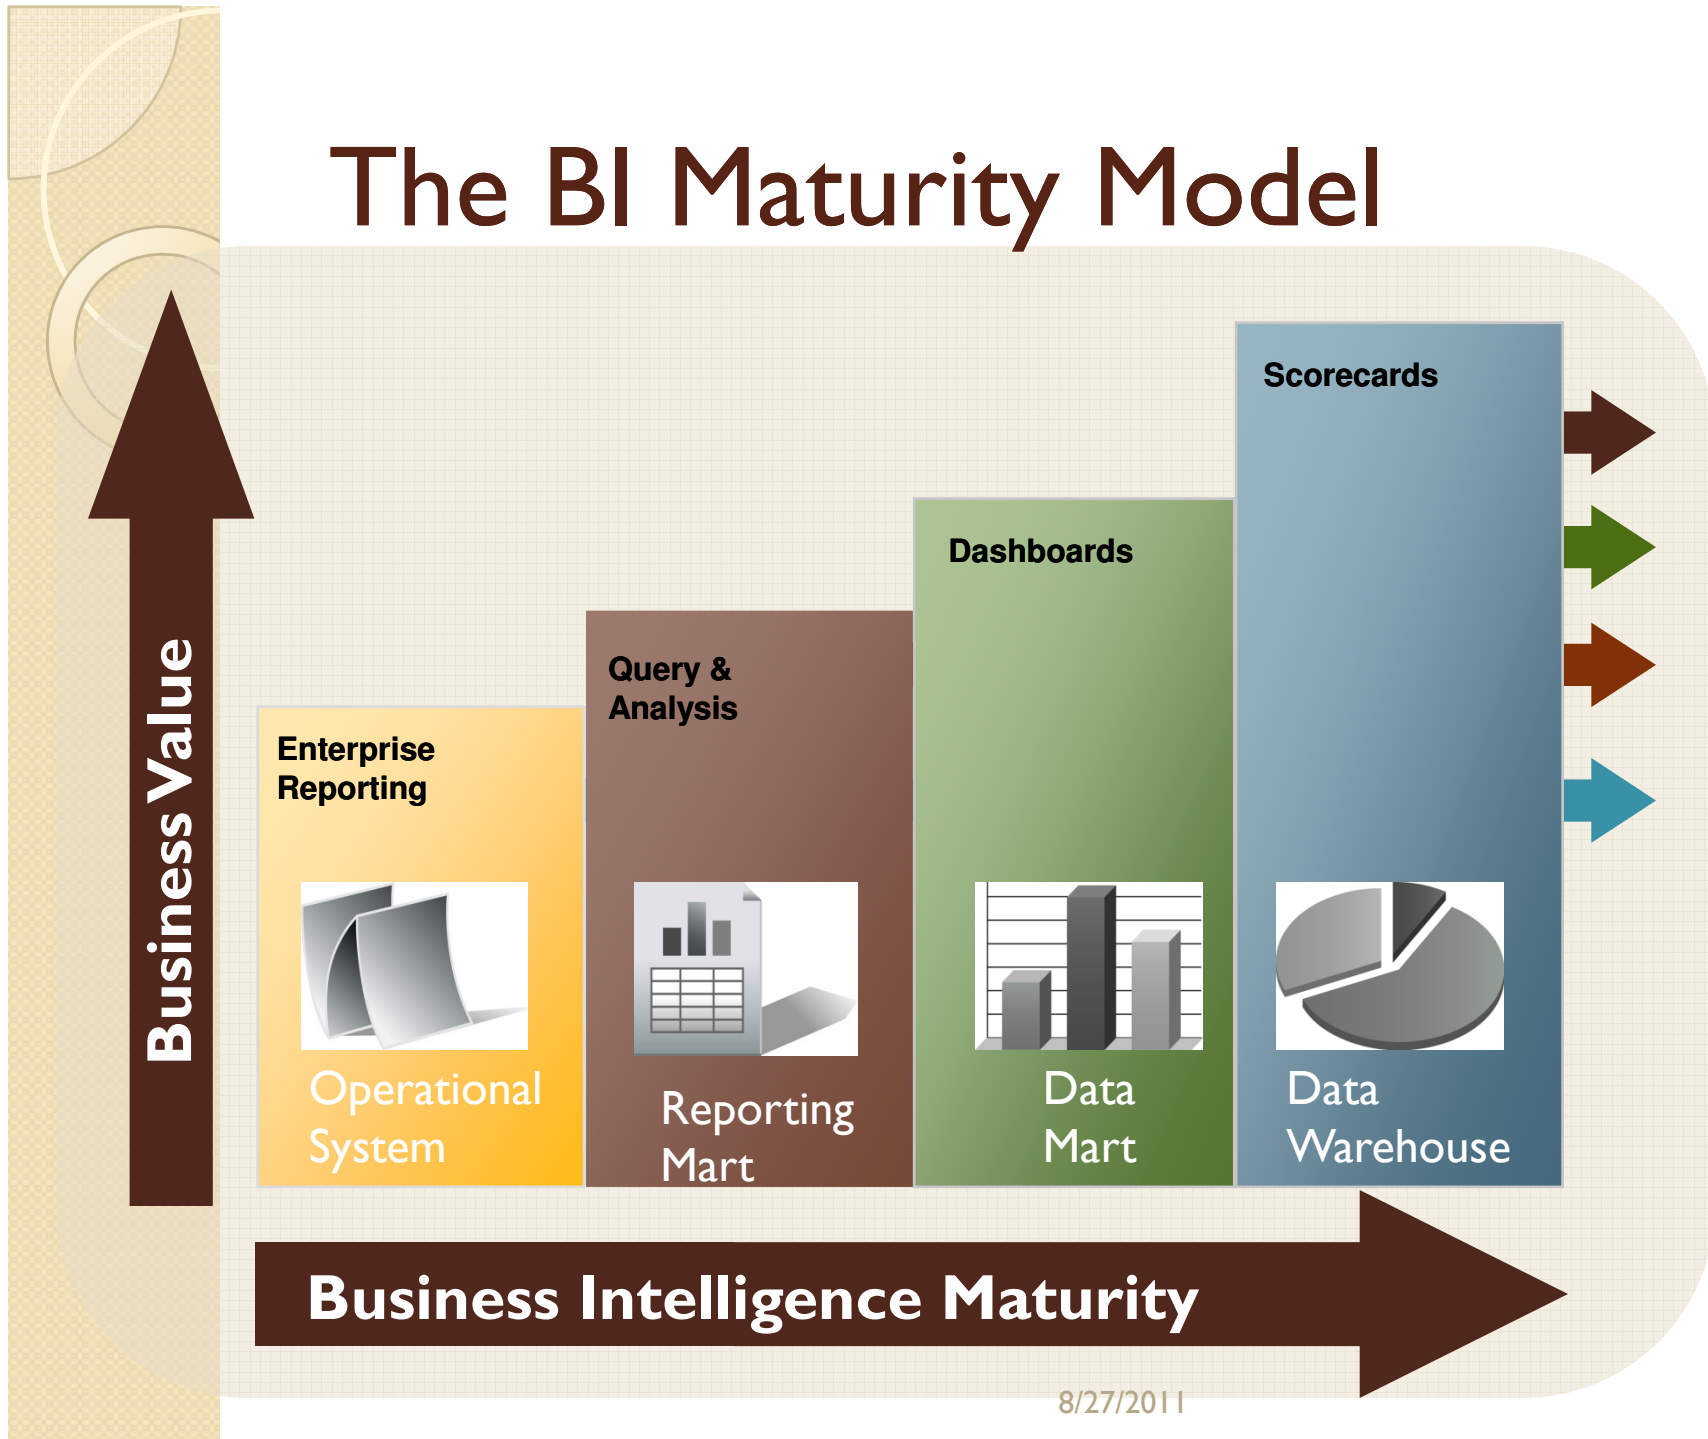 The BI Maturity Model
Scorecards
Dashboards
Query &
Analysis
Enterprise
Reporting
Business Value
Operational
System
Reporting
Mart
Data
Mart
Data
Warehouse
Business Intelligence Maturity
8/27/2011